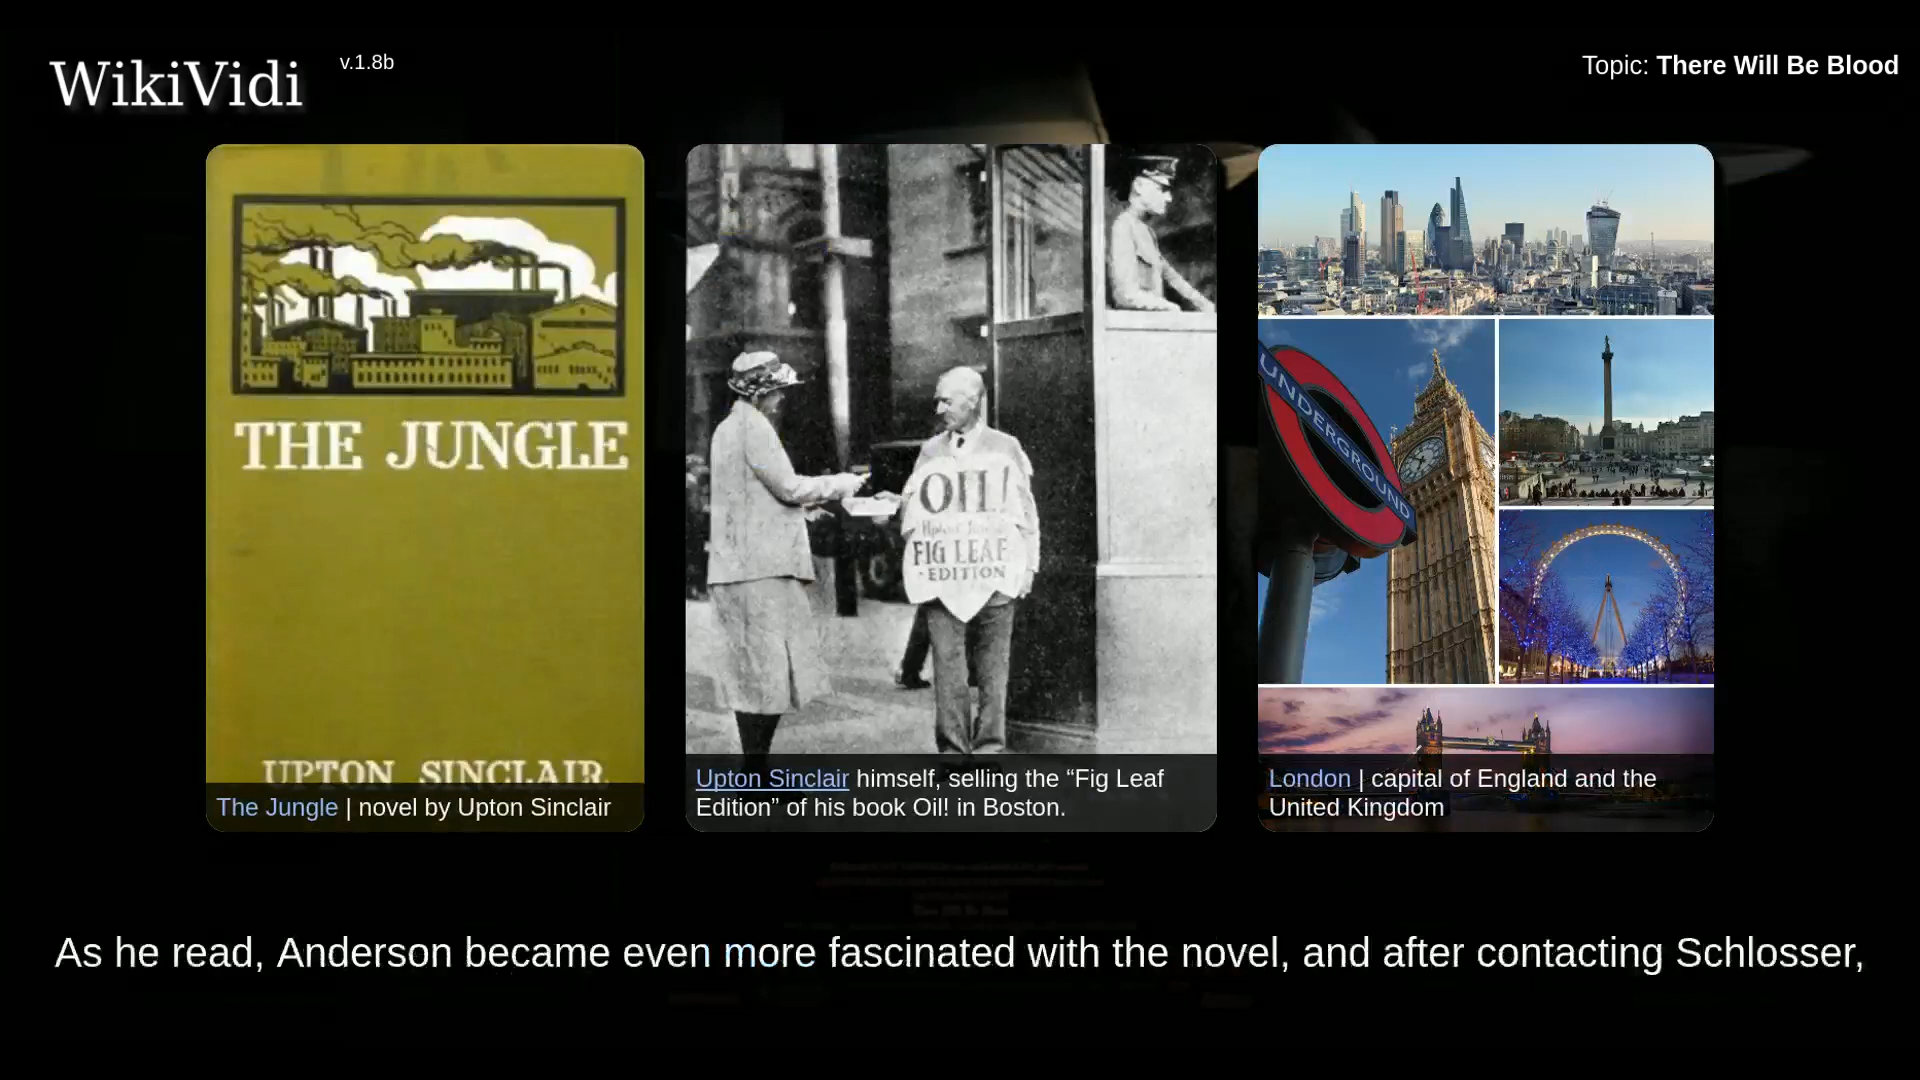 WikiVidi
v.1.8b
Topic: There Will Be Blood
THE JUNGLE
UPTON SINCLAIR
The Jungle | novel by Upton Sinclair
OIL!
FIG LEAF
EDITION
Upton Sinclair himself, selling the “Fig Leaf
Edition” of his book Oil! in Boston.
UNDERGROUND
London | capital of England and the
United Kingdom
As he read, Anderson became even more fascinated with the novel, and after contacting Schlosser,